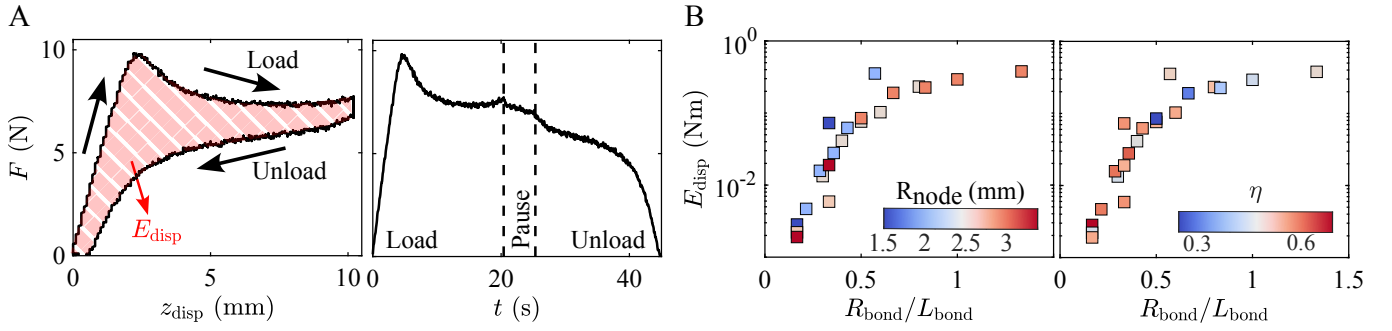 A
B
10
5
0
F (N)
Load
Unload
E_disp
0
5
10
z_disp (mm)
Load
Pause
Unload
0
20
40
t (s)
10^0
10^-2
E_disp (Nm)
R_node (mm)
1.5
2
2.5
3
0
0.5
1
R_bond/L_bond
η
0.3
0.6
0
0.5
1
1.5
R_bond/L_bond